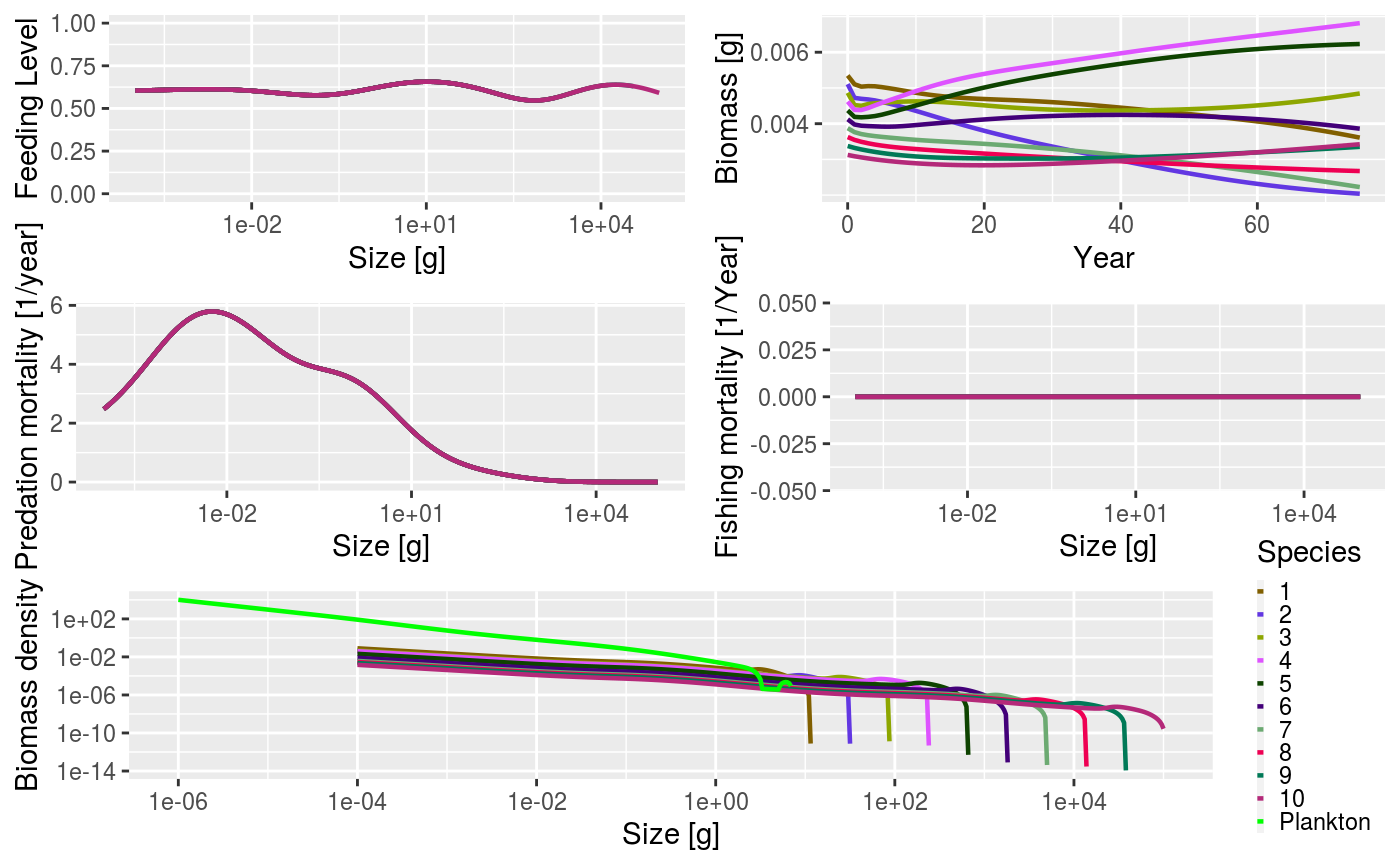 Feeding Level
1.00
0.75
0.50
0.25
0.00
1e-02
1e+01
1e+04
Size [g]
Biomass [g]
0.006
0.004
0
20
40
60
Year
Predation mortality [1/year]
6
4
2
0
1e-02
1e+01
1e+04
Size [g]
Fishing mortality [1/Year]
0.050
0.025
0.000
-0.025
-0.050
1e-02
1e+01
1e+04
Size [g]
Biomass density
1e+02
1e-02
1e-06
1e-10
1e-14
1e-06
1e-04
1e-02
1e+00
1e+02
1e+04
Size [g]
Species
1
2
3
4
5
6
7
8
9
10
Plankton